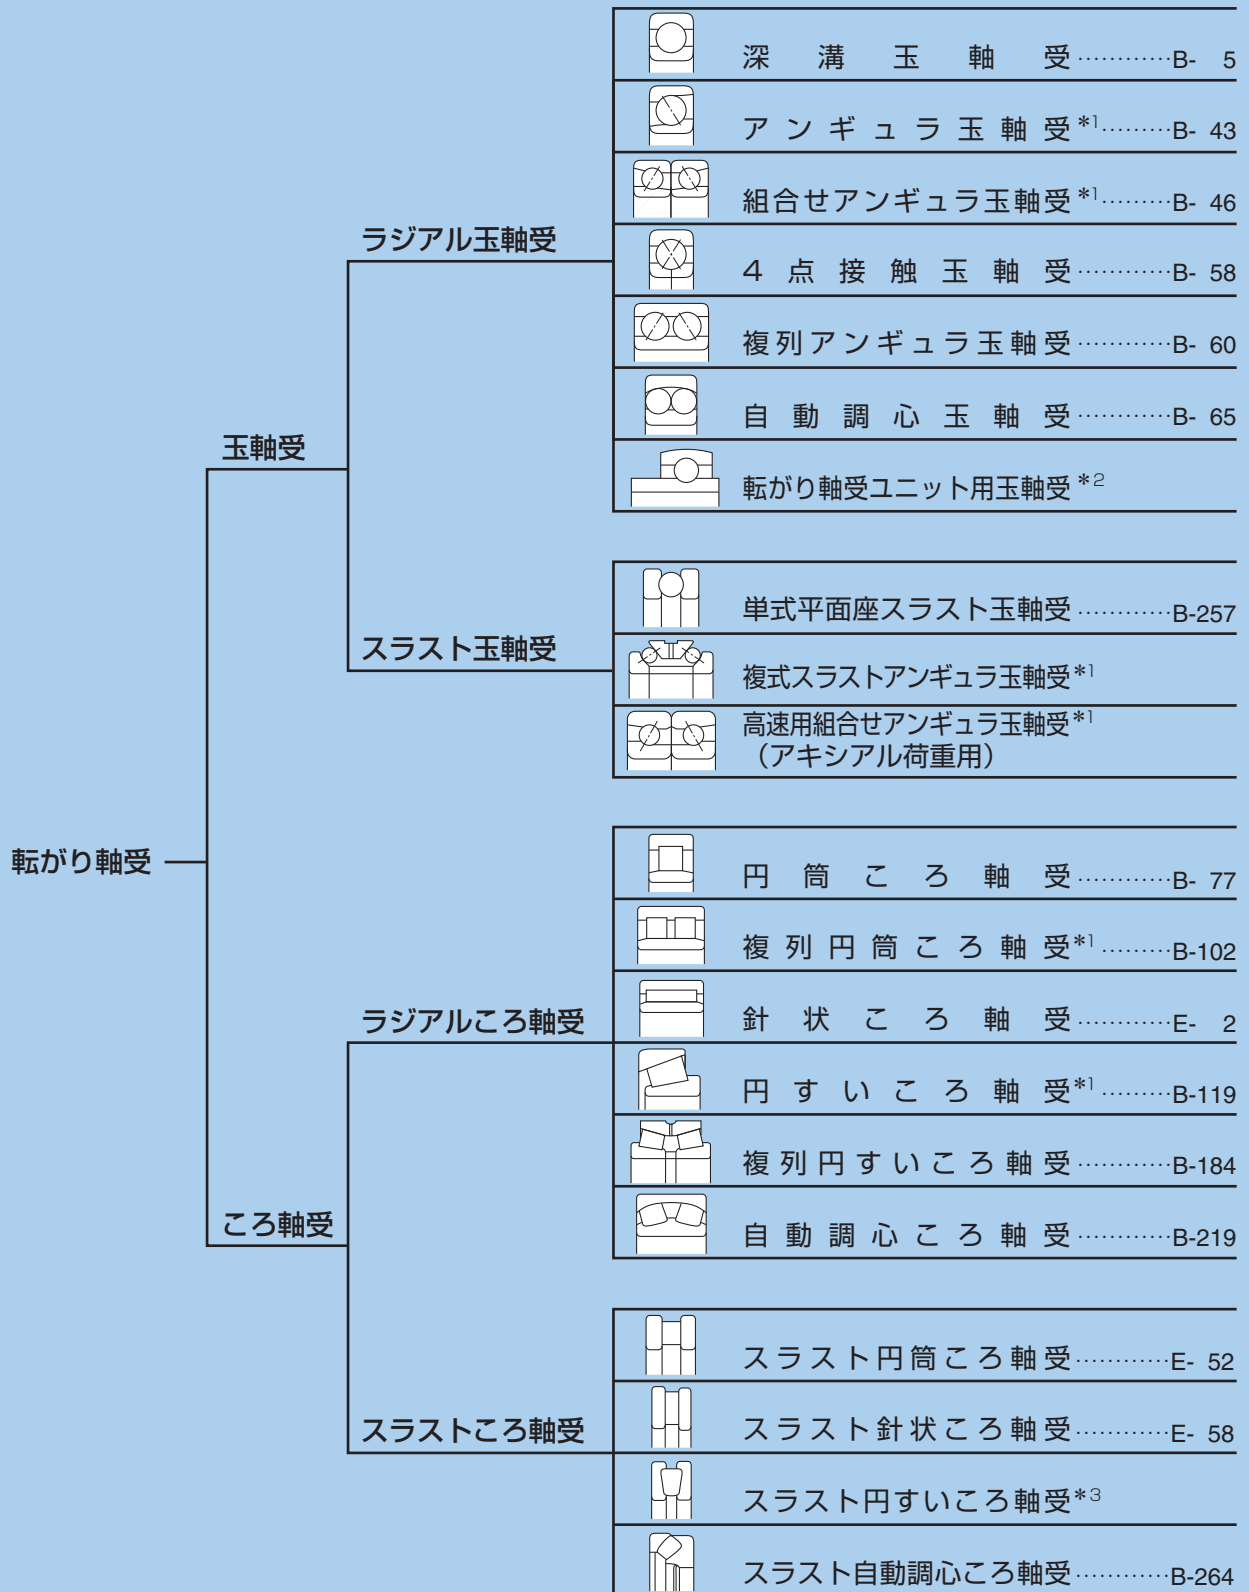 深溝玉軸受…………B- 5
アンギュラ玉軸受*1………B- 43
組合せアンギュラ玉軸受*1………B- 46
ラジアル玉軸受
4点接触玉軸受…………B- 58
複列アンギュラ玉軸受…………B- 60
自動調心玉軸受…………B- 65
玉軸受
転がり軸受ユニット用玉軸受*2
単式平面座スラスト玉軸受…………B-257
スラスト玉軸受
複式スラストアンギュラ玉軸受*1
高速用組合せアンギュラ玉軸受*1
(アキシアル荷重用)
転がり軸受
円筒ころ軸受…………B- 77
複列円筒ころ軸受*1………B-102
ラジアルころ軸受
針状ころ軸受…………E- 2
円すいころ軸受*1………B-119
複列円すいころ軸受…………B-184
ころ軸受
自動調心ころ軸受…………B-219
スラスト円筒ころ軸受…………E- 52
スラストころ軸受
スラスト針状ころ軸受…………E- 58
スラスト円すいころ軸受*3
スラスト自動調心ころ軸受…………B-264